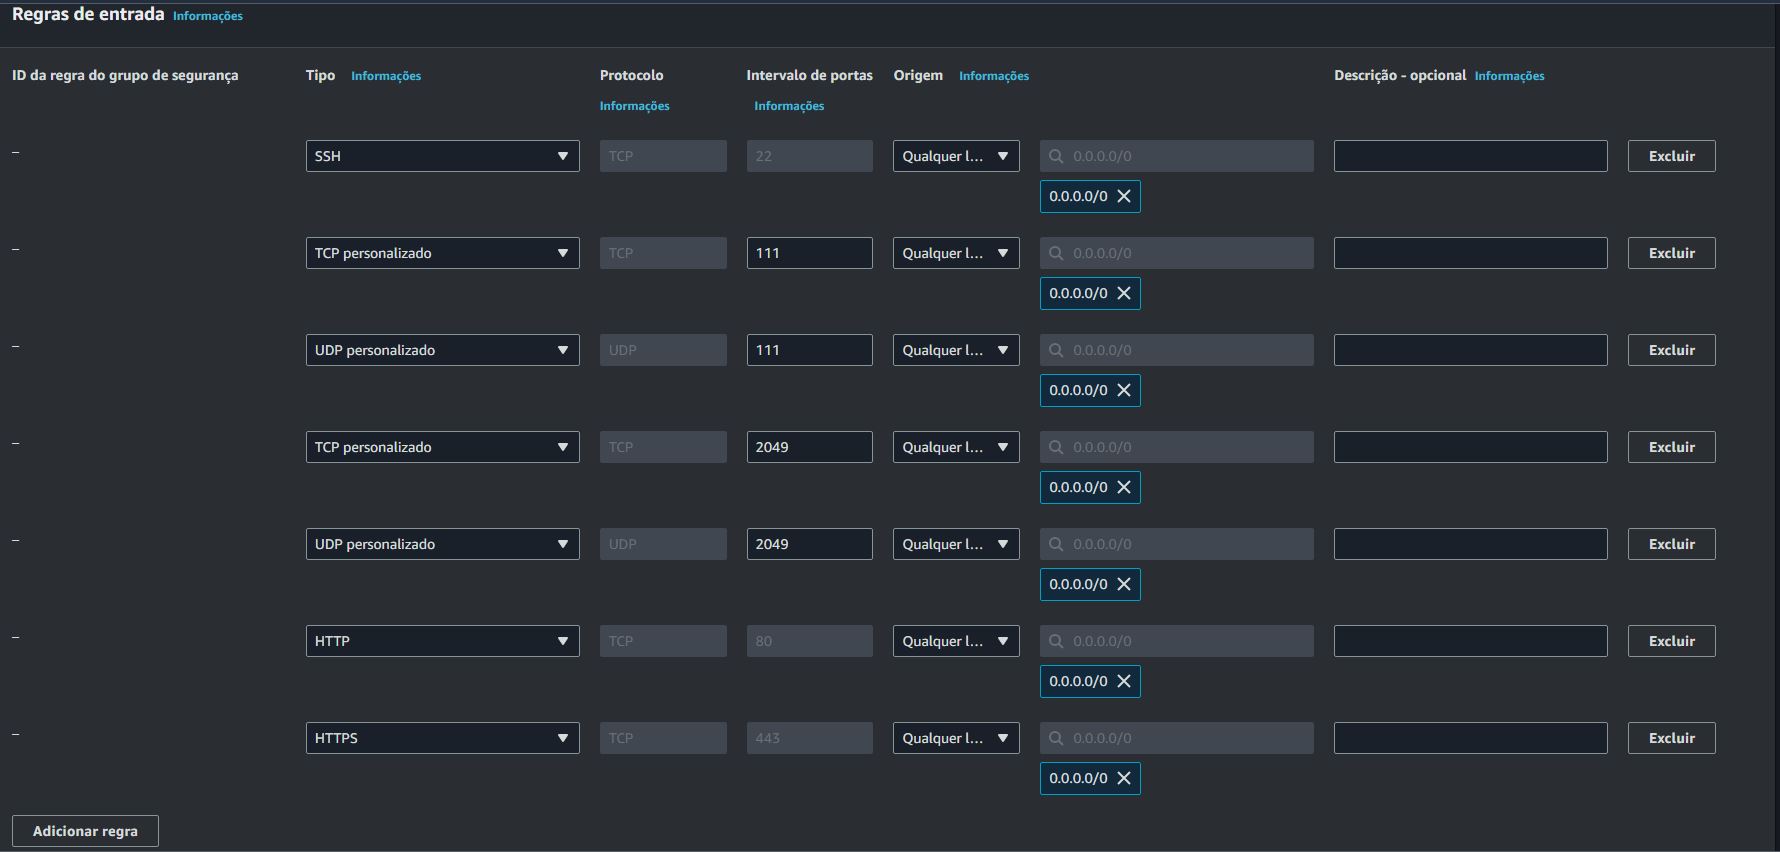 Regras de entrada Informações
ID da regra do grupo de segurança Tipo Informações Protocolo Intervalo de portas Origem Informações Descrição - opcional Informações
Informações Informações
– SSH TCP 22 Qualquer l... 0.0.0.0/0 Excluir
0.0.0.0/0
– TCP personalizado TCP 111 Qualquer l... 0.0.0.0/0 Excluir
0.0.0.0/0
– UDP personalizado UDP 111 Qualquer l... 0.0.0.0/0 Excluir
0.0.0.0/0
– TCP personalizado TCP 2049 Qualquer l... 0.0.0.0/0 Excluir
0.0.0.0/0
– UDP personalizado UDP 2049 Qualquer l... 0.0.0.0/0 Excluir
0.0.0.0/0
– HTTP TCP 80 Qualquer l... 0.0.0.0/0 Excluir
0.0.0.0/0
– HTTPS TCP 443 Qualquer l... 0.0.0.0/0 Excluir
0.0.0.0/0
Adicionar regra